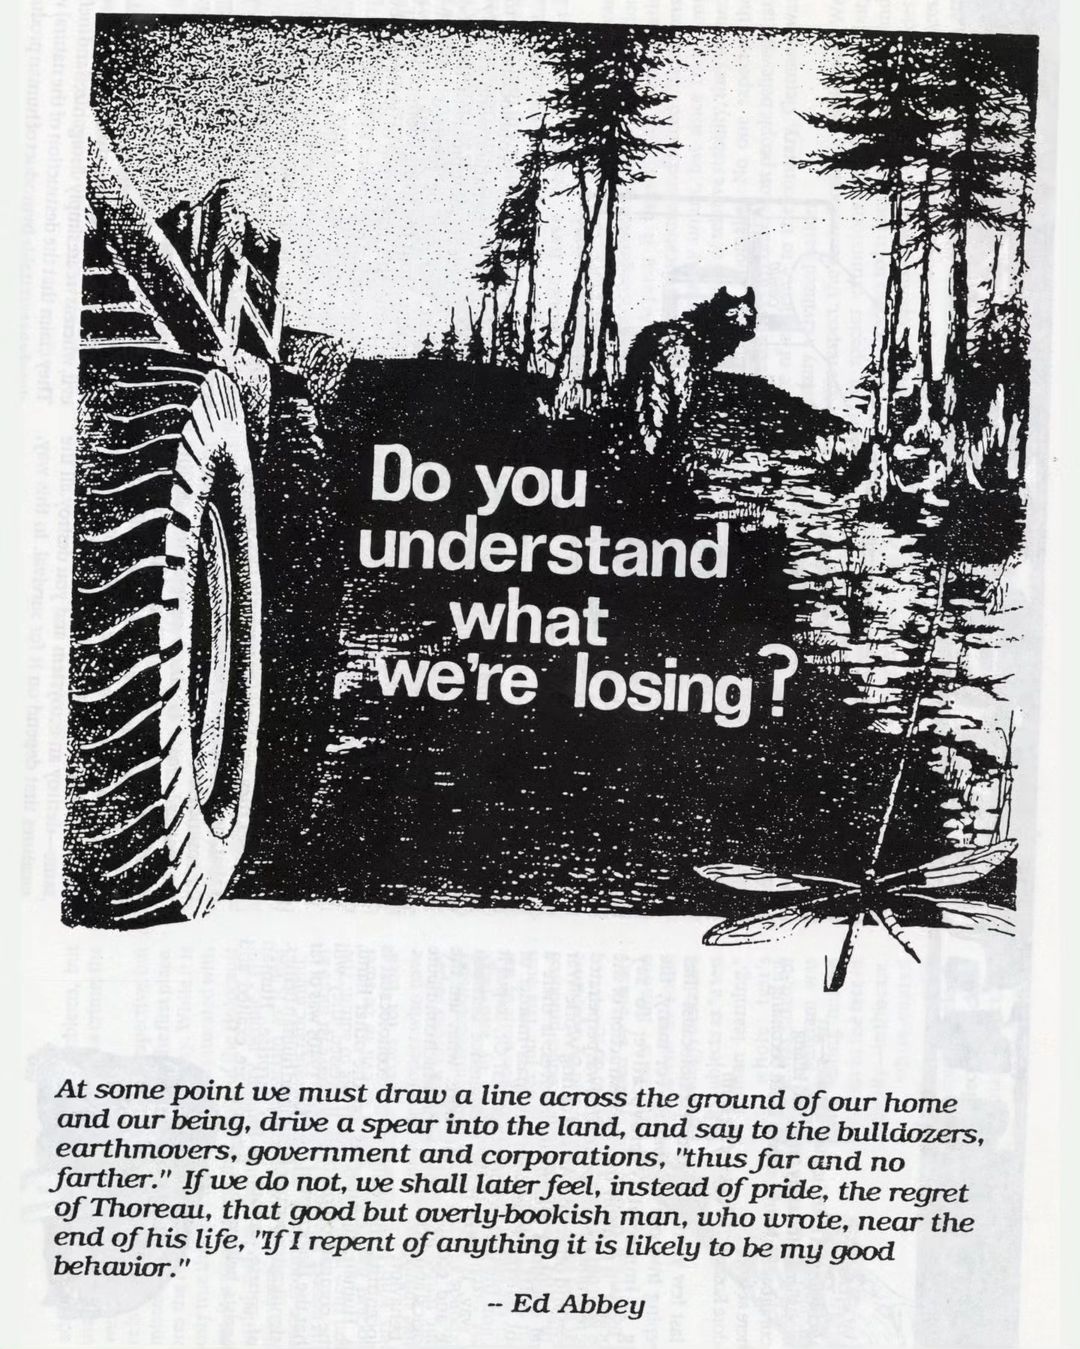 Do you
understand
what
we're losing?
At some point we must draw a line across the ground of our home
and our being, drive a spear into the land, and say to the bulldozers,
earthmovers, government and corporations, "thus far and no
farther." If we do not, we shall later feel, instead of pride, the regret
of Thoreau, that good but overly-bookish man, who wrote, near the
end of his life, "If I repent of anything it is likely to be my good
behavior."
-- Ed Abbey